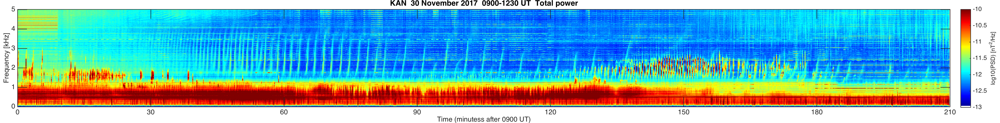 KAN 30 November 2017 0900-1230 UT Total power
5
4
3
2
1
0
Frequency [kHz]
0 30 60 90 120 150 180 210
Time (minutess after 0900 UT)
-10
-10.5
-11
-11.5
-12
-12.5
-13
log10(PSD) [nT^2/Hz]